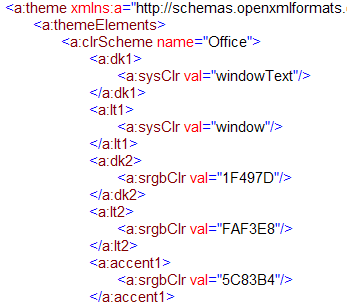 <a:theme xmlns:a="http://schemas.openxmlformats.
<a:themeElements>
<a:clrScheme name="Office">
<a:dk1>
<a:sysClr val="windowText"/>
</a:dk1>
<a:lt1>
<a:sysClr val="window"/>
</a:lt1>
<a:dk2>
<a:srgbClr val="1F497D"/>
</a:dk2>
<a:lt2>
<a:srgbClr val="FAF3E8"/>
</a:lt2>
<a:accent1>
<a:srgbClr val="5C83B4"/>
</a:accent1>